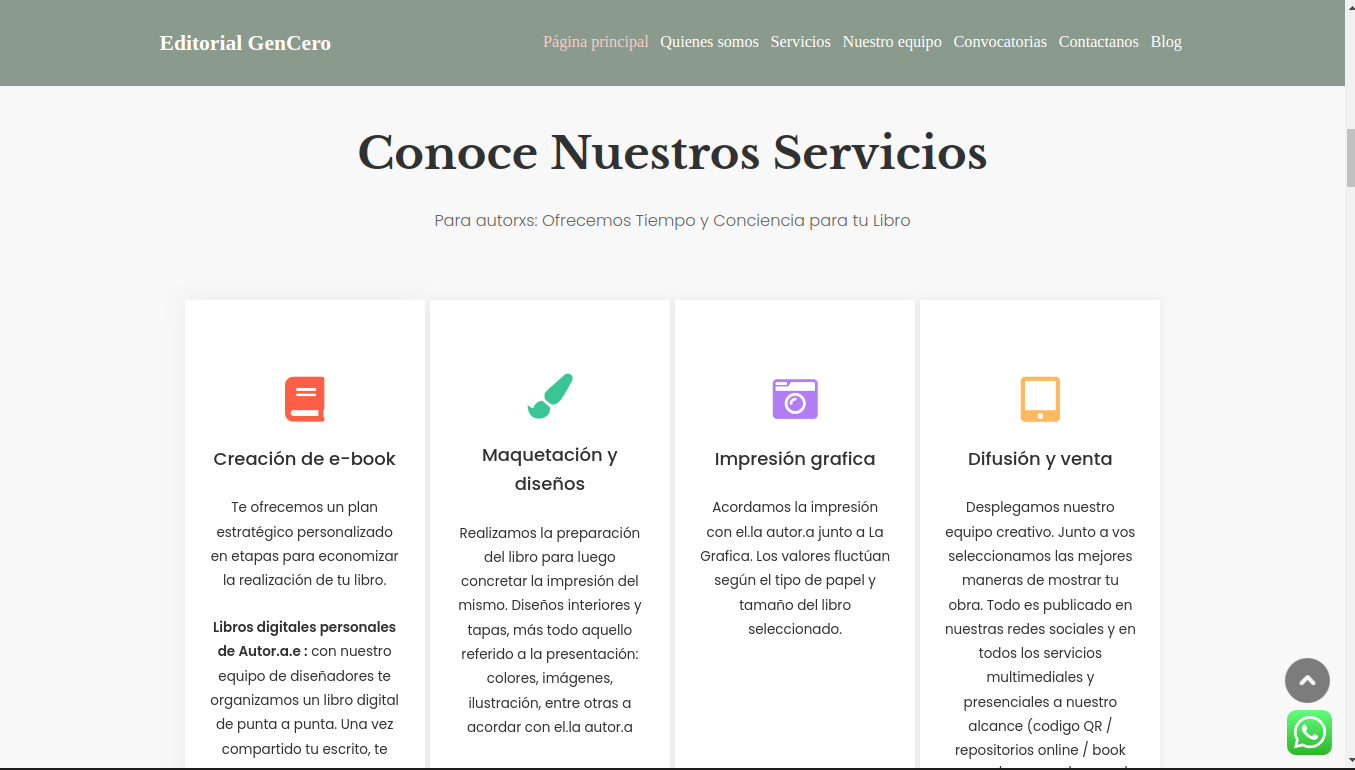 Editorial GenCero
Página principal Quienes somos Servicios Nuestro equipo Convocatorias Contactanos Blog
Conoce Nuestros Servicios
Para autorxs: Ofrecemos Tiempo y Conciencia para tu Libro
Creación de e-book
Te ofrecemos un plan
estratégico personalizado
en etapas para economizar
la realización de tu libro.
Libros digitales personales
de Autor.a.e : con nuestro
equipo de diseñadores te
organizamos un libro digital
de punta a punta. Una vez
compartido tu escrito, te
Maquetación y
diseños
Realizamos la preparación
del libro para luego
concretar la impresión del
mismo. Diseños interiores y
tapas, más todo aquello
referido a la presentación:
colores, imágenes,
ilustración, entre otras a
acordar con el.la autor.a
Impresión grafica
Acordamos la impresión
con el.la autor.a junto a La
Grafica. Los valores fluctúan
según el tipo de papel y
tamaño del libro
seleccionado.
Difusión y venta
Desplegamos nuestro
equipo creativo. Junto a vos
seleccionamos las mejores
maneras de mostrar tu
obra. Todo es publicado en
nuestras redes sociales y en
todos los servicios
multimediales y
presenciales a nuestro
alcance (codigo QR /
repositorios online / book